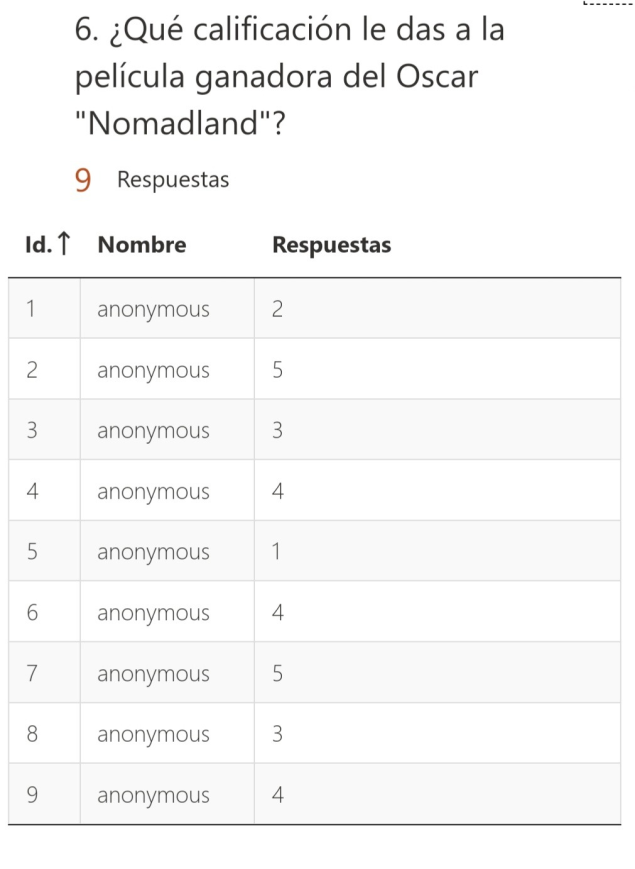 6. ¿Qué calificación le das a la
película ganadora del Oscar
"Nomadland"?
9 Respuestas
Id.↑ Nombre Respuestas
1 anonymous 2
2 anonymous 5
3 anonymous 3
4 anonymous 4
5 anonymous 1
6 anonymous 4
7 anonymous 5
8 anonymous 3
9 anonymous 4